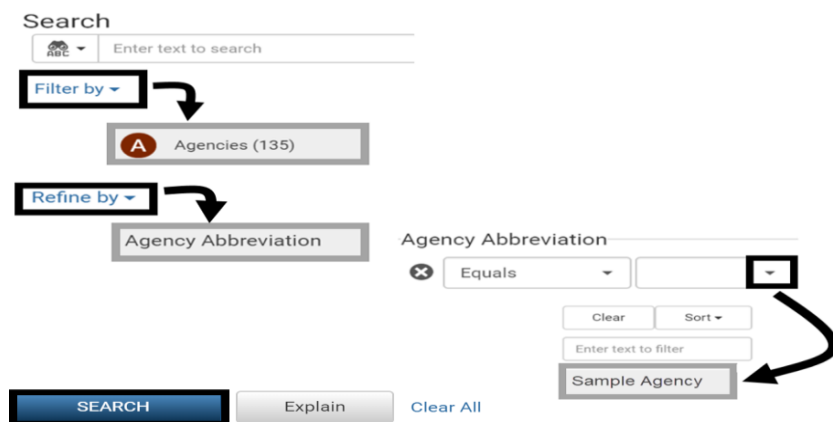 Search
ABC Enter text to search
Filter by
A Agencies (135)
Refine by
Agency Abbreviation
Agency Abbreviation
Equals
Clear Sort
Enter text to filter
Sample Agency
SEARCH Explain Clear All